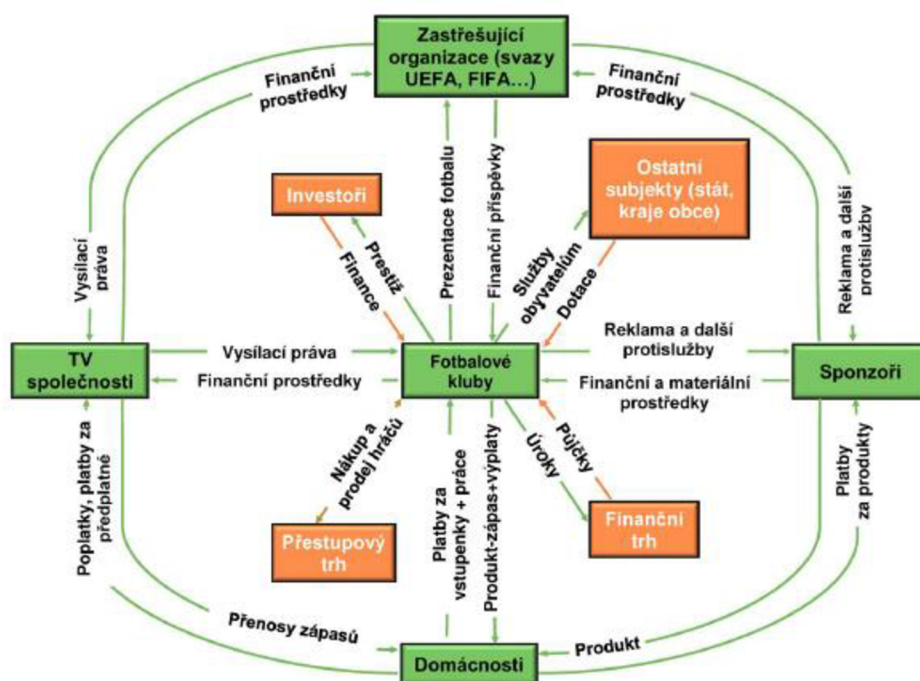 Zastřešující
organizace (svazy
UEFA, FIFA…)
Finanční
prostředky
Finanční
prostředky
Investoři
Ostatní
subjekty (stát,
kraje obce)
Vysílací
práva
Finance
Prestiž
Prezentace fotbalu
Finanční příspěvky
Služby
obyvatelům
Dotace
Reklama a další
protislužby
TV
společnosti
Vysílací práva
Finanční prostředky
Fotbalové
kluby
Reklama a další
protislužby
Finanční a materiální
prostředky
Sponzoři
Poplatky, platby za
předplatné
Nákup a
prodej hráčů
Platby za
vstupenky + práce
Produkt-zápas+výplaty
Úroky
Půjčky
Platby
za produkty
Přestupový
trh
Finanční
trh
Přenosy zápasů
Domácnosti
Produkt